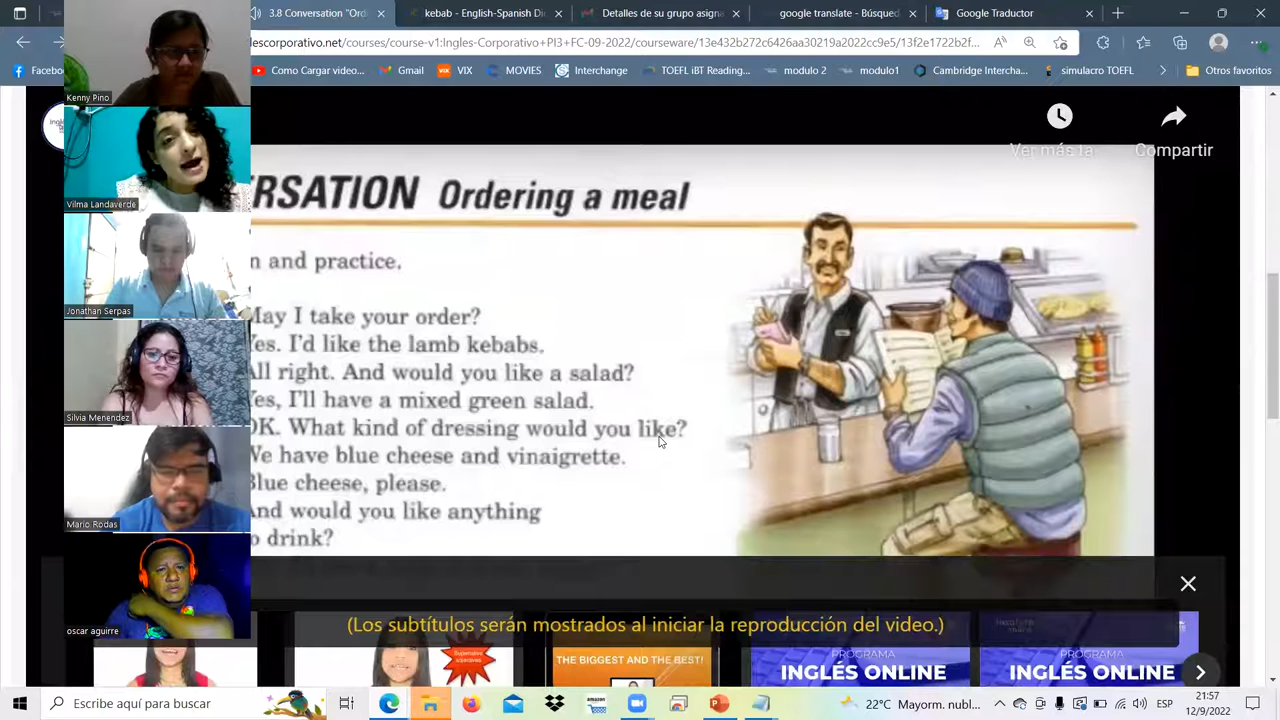 3.8 Conversation "Orde
kebab - English-Spanish Di
Detalles de su grupo asigna
google translate - Búsqued
Google Traductor
descorporativo.net/courses/course-v1:Ingles-Corporativo+PI3+FC-09-2022/courseware/13e432b272c6426aa30219a2022cc9e5/13f2e1722b2f...
Facebo
Como Cargar video...
Gmail
VIX
MOVIES
Interchange
TOEFL iBT Reading...
modulo 2
modulo1
Cambridge Intercha...
simulacro TOEFL
Otros favoritos
Kenny Pino
Vilma Landaverde
Jonathan Serpas
Silvia Menendez
Mario Rodas
oscar aguirre
Ver más ta
Compartir
RSATION Ordering a meal
n and practice.
May I take your order?
Yes. I'd like the lamb kebabs.
All right. And would you like a salad?
Yes, I'll have a mixed green salad.
OK. What kind of dressing would you like?
We have blue cheese and vinaigrette.
Blue cheese, please.
And would you like anything
o drink?
(Los subtítulos serán mostrados al iniciar la reproducción del video.)
THE BIGGEST AND THE BEST!
PROGRAMA
INGLÉS ONLINE
PROGRAMA
INGLÉS ONLINE
Escribe aquí para buscar
22°C Mayorm. nubl...
ESP
21:57
12/9/2022